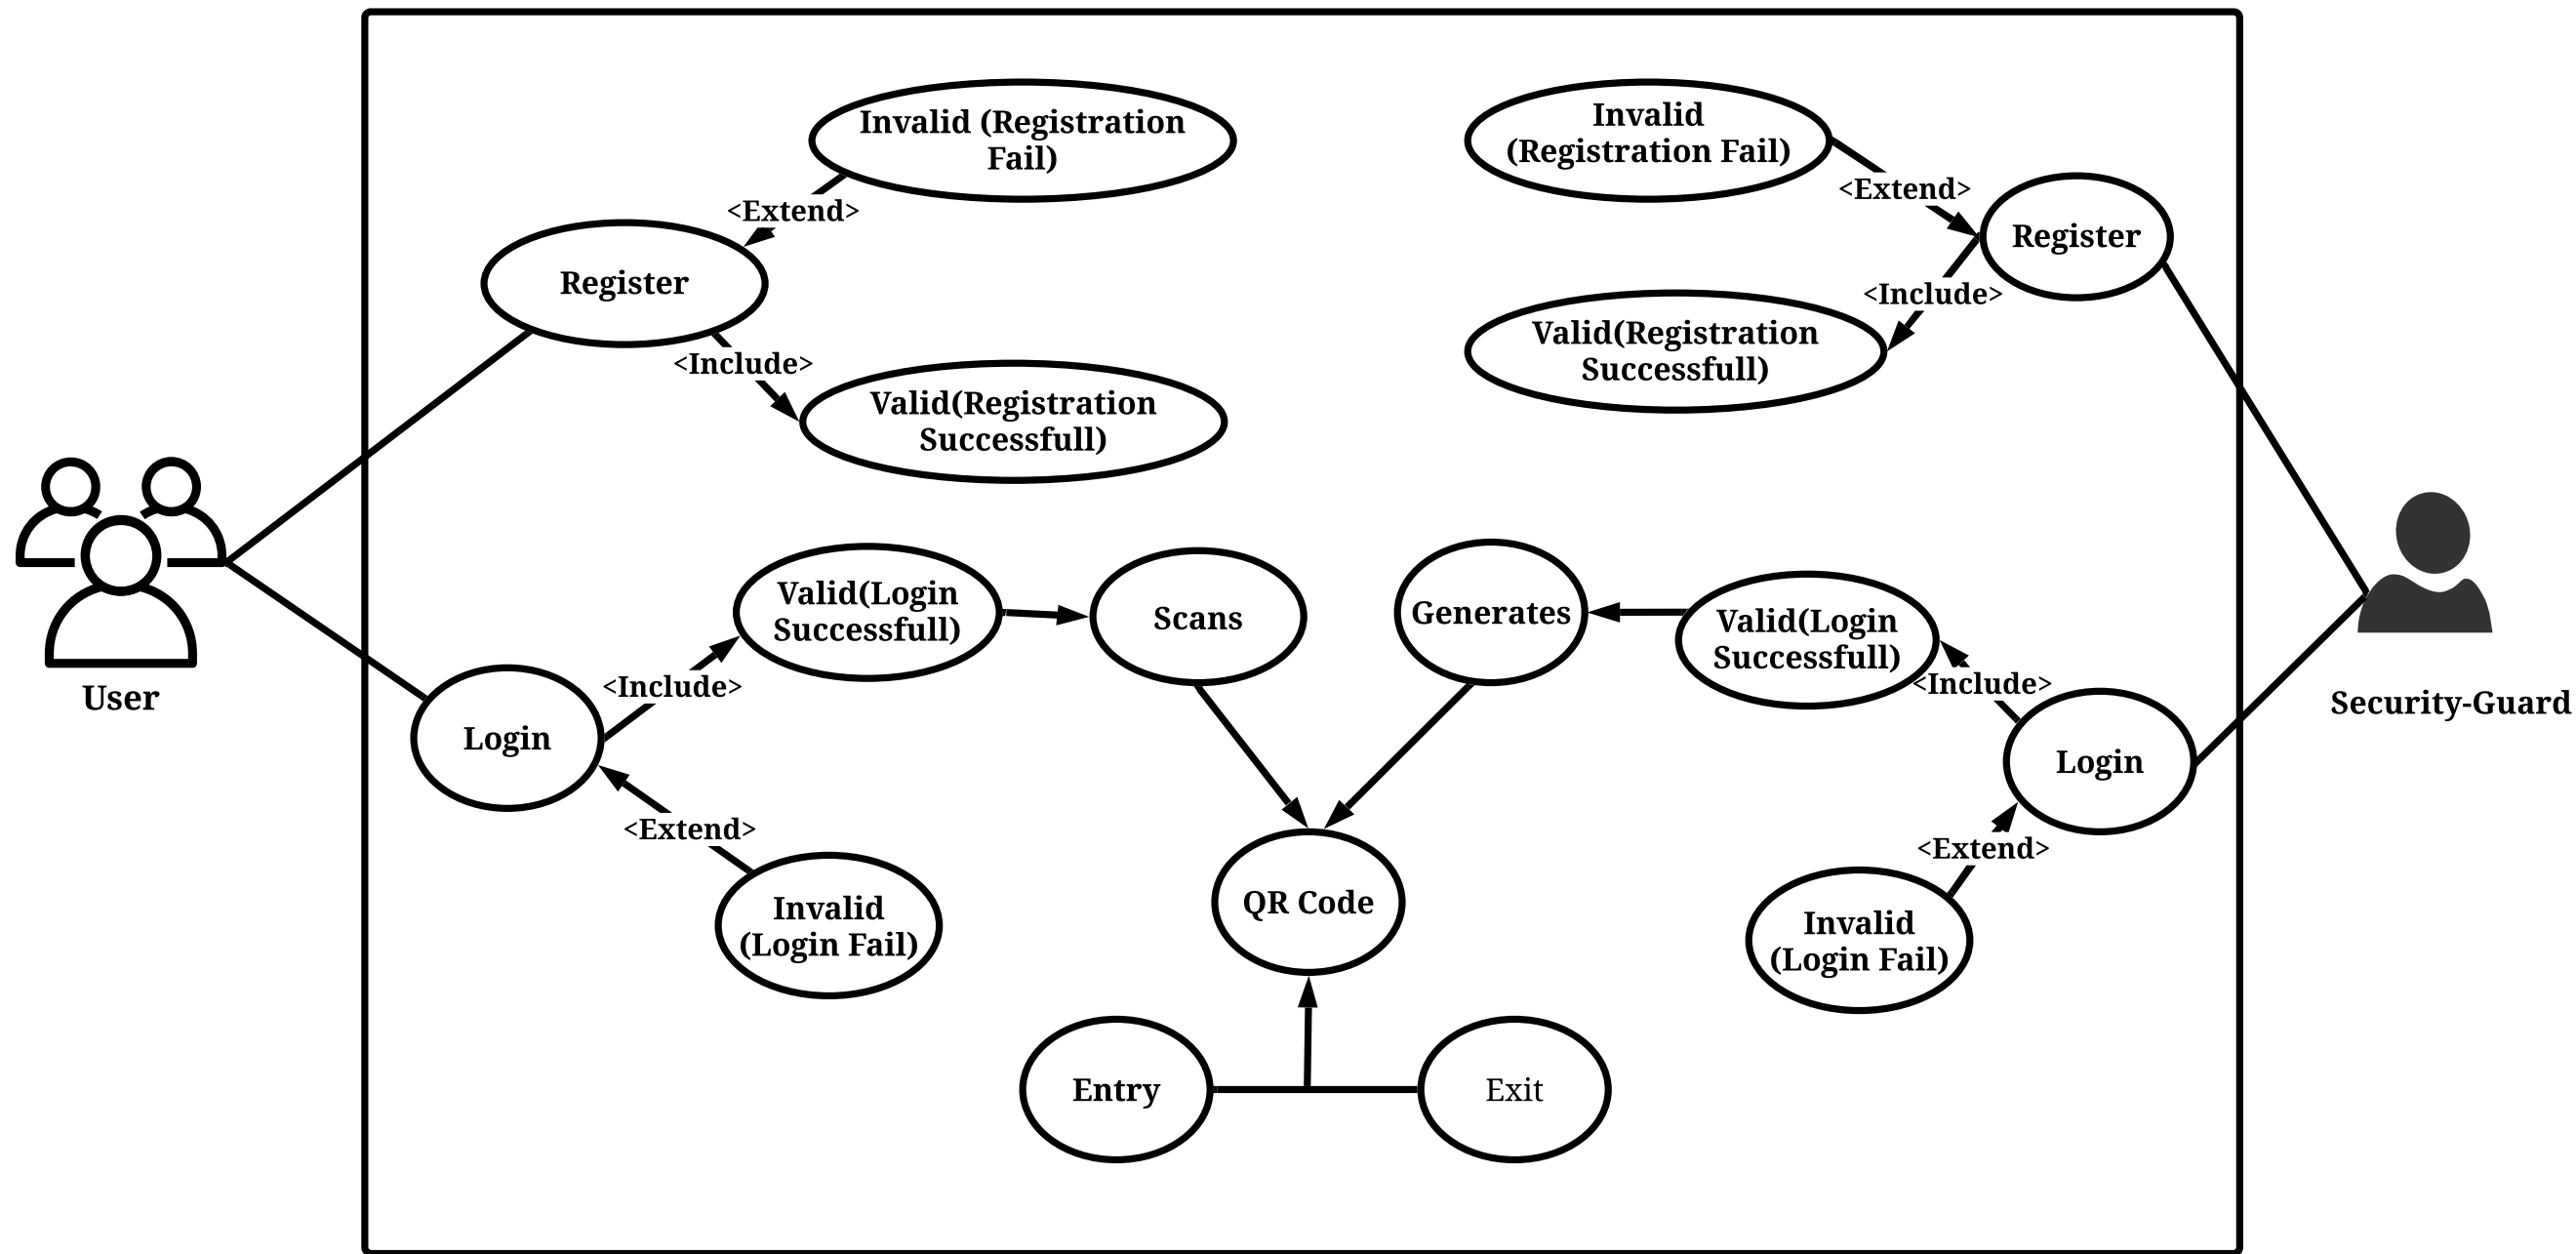 Invalid (Registration
Fail)
Invalid
(Registration Fail)
<Extend>
<Extend>
Register
Register
<Include>
<Include>
Valid(Registration
Successfull)
Valid(Registration
Successfull)
User
Security-Guard
Valid(Login
Successfull)
Scans
Generates
Valid(Login
Successfull)
<Include>
<Include>
Login
Login
<Extend>
<Extend>
Invalid
(Login Fail)
QR Code
Invalid
(Login Fail)
Entry
Exit